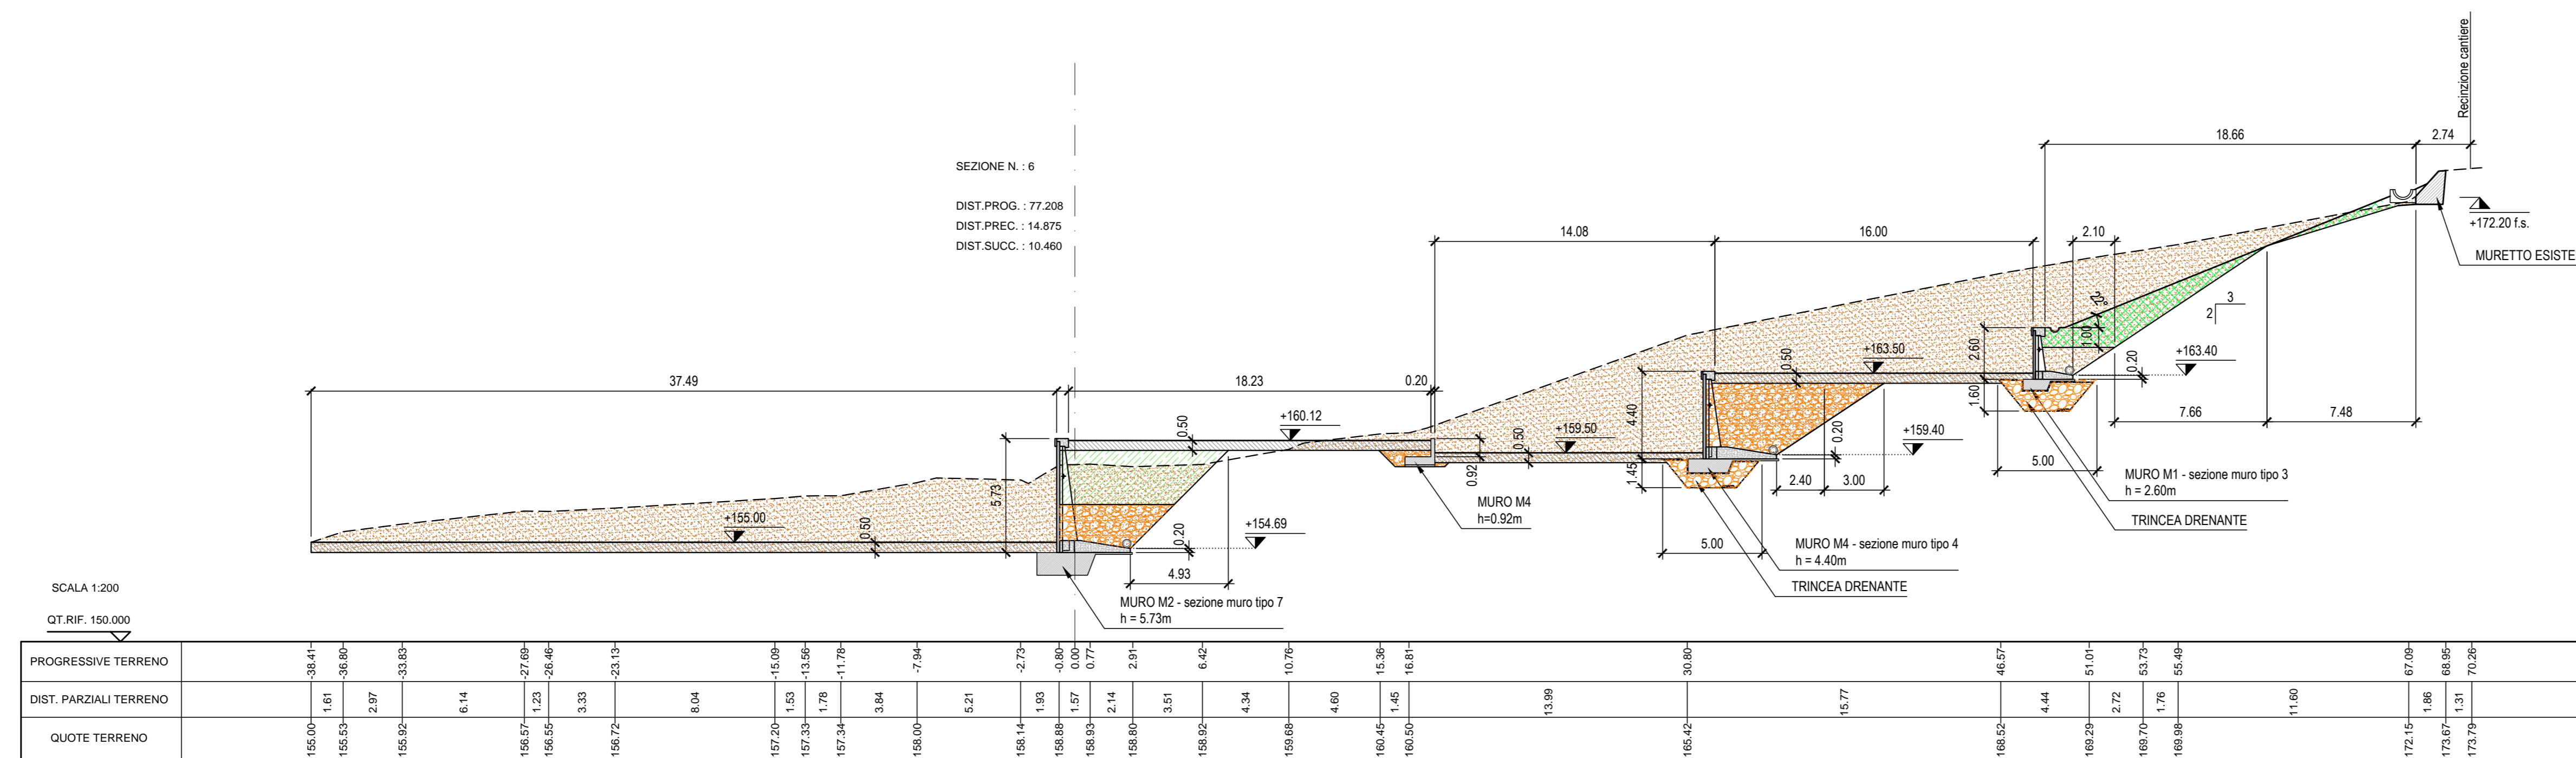 Recinzione cantiere
18.66
2.74
SEZIONE N. : 6
DIST.PROG. : 77.208
DIST.PREC. : 14.875
DIST.SUCC. : 10.460
+172.20 f.s.
MURETTO ESISTE
14.08
16.00
2.10
22°
3
2
1.00
2.60
+163.50
0.50
+163.40
0.20
1.60
37.49
18.23
0.20
4.40
7.66
7.48
+160.12
0.50
+159.50
0.50
0.20
+159.40
5.73
0.92
1.45
2.40
3.00
5.00
MURO M1 - sezione muro tipo 3
h = 2.60m
TRINCEA DRENANTE
MURO M4
h=0.92m
+155.00
0.50
0.20
+154.69
5.00
MURO M4 - sezione muro tipo 4
h = 4.40m
TRINCEA DRENANTE
4.93
MURO M2 - sezione muro tipo 7
h = 5.73m
SCALA 1:200
QT.RIF. 150.000
PROGRESSIVE TERRENO -38.41 -36.80 -33.83 -27.69 -26.46 -23.13 -15.09 -13.56 -11.78 -7.94 -2.73 -0.80 0.00 0.77 2.91 6.42 10.76 15.36 16.81 30.80 46.57 51.01 53.73 55.49 67.09 68.95 70.26
DIST. PARZIALI TERRENO 1.61 2.97 6.14 1.23 3.33 8.04 1.53 1.78 3.84 5.21 1.93 1.57 2.14 3.51 4.34 4.60 1.45 13.99 15.77 4.44 2.72 1.76 11.60 1.86 1.31
QUOTE TERRENO 155.00 155.53 155.92 156.57 156.55 156.72 157.20 157.33 157.34 158.00 158.14 158.88 158.93 158.80 158.92 159.68 160.45 160.50 165.42 168.52 169.29 169.70 169.98 172.15 173.67 173.79